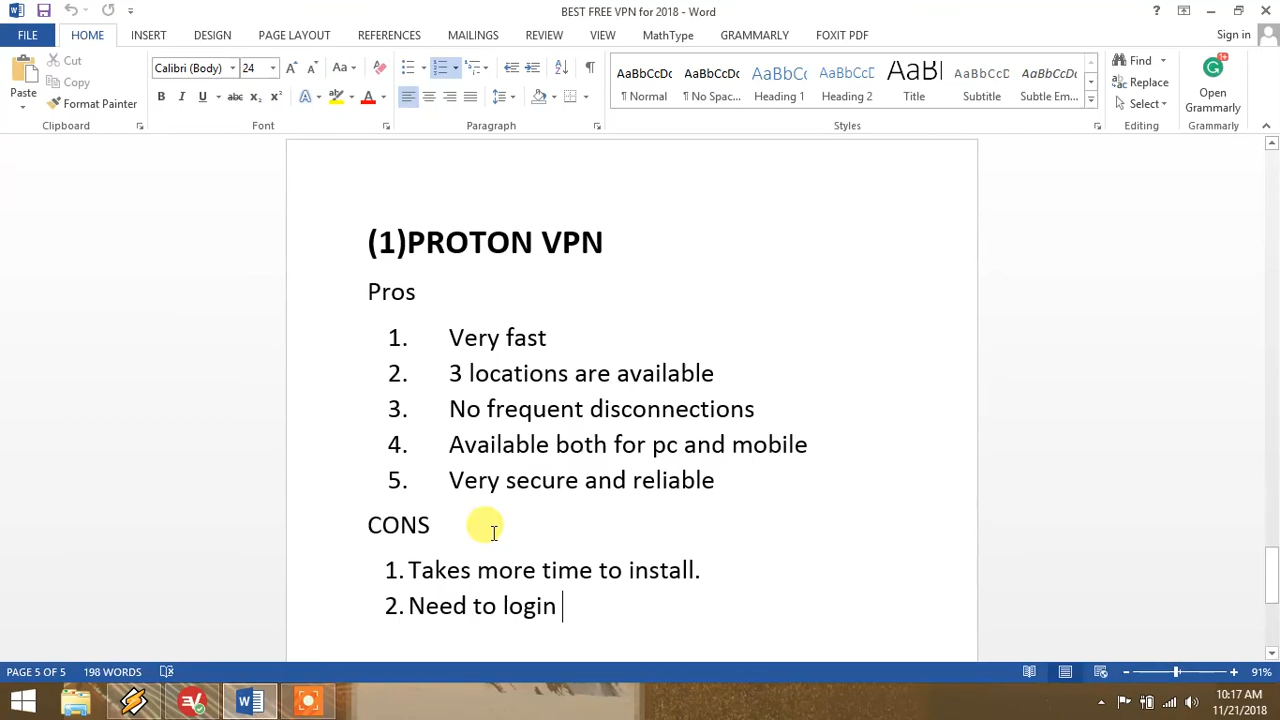 BEST FREE VPN for 2018 - Word
FILE HOME INSERT DESIGN PAGE LAYOUT REFERENCES MAILINGS REVIEW VIEW MathType GRAMMARLY FOXIT PDF Sign in
Paste
Cut
Copy
Format Painter
Clipboard
Calibri (Body) 24
Font
Paragraph
AaBbCcDc AaBbCcDc AaBbCc AaBbCcC AaBI AaBbCcC AaBbCcDc
¶ Normal ¶ No Spac... Heading 1 Heading 2 Title Subtitle Subtle Em...
Styles
Find
Replace
Select
Editing
Open
Grammarly
Grammarly
(1)PROTON VPN
Pros
1. Very fast
2. 3 locations are available
3. No frequent disconnections
4. Available both for pc and mobile
5. Very secure and reliable
CONS
1. Takes more time to install.
2. Need to login
PAGE 5 OF 5 198 WORDS 91%
10:17 AM
11/21/2018